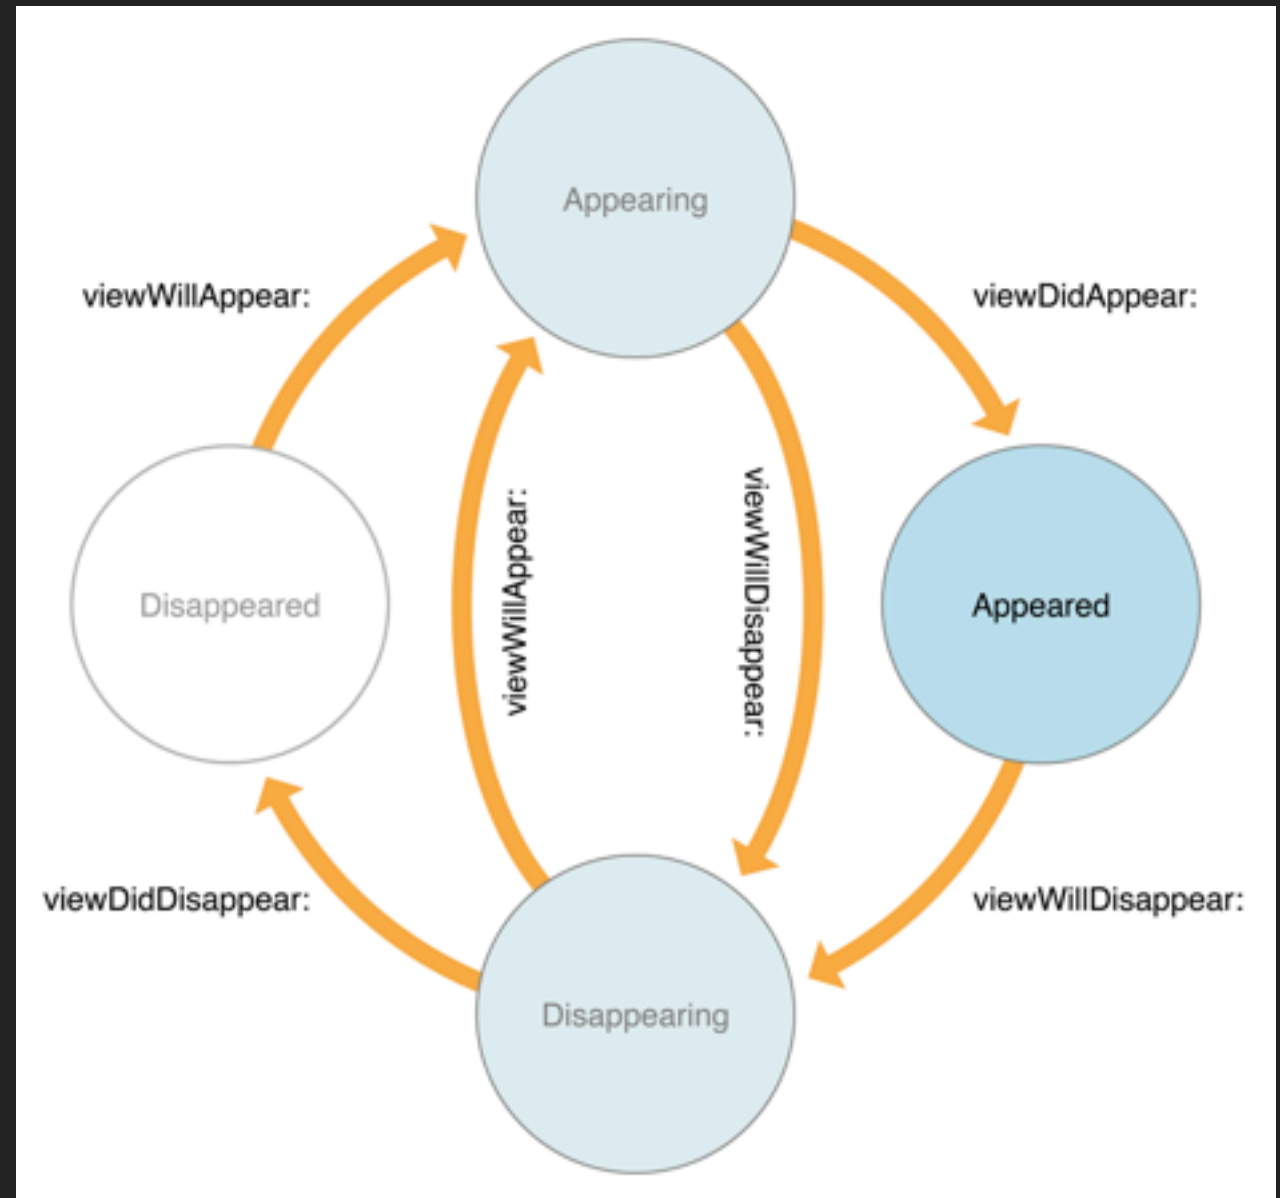 Appearing
viewWillAppear:
viewDidAppear:
viewWillAppear:
viewWillDisappear:
Disappeared
Appeared
viewDidDisappear:
viewWillDisappear:
Disappearing